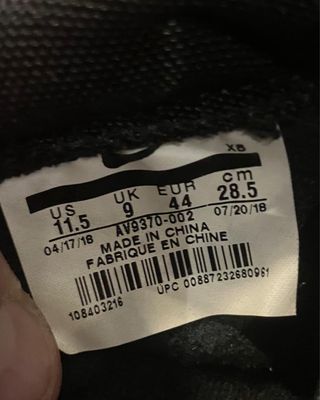 XB
US UK EUR cm
11.5 9 44 28.5
04/17/18 AV9370-002 07/20/18
MADE IN CHINA
FABRIQUE EN CHINE
108403216 UPC 00887232680961